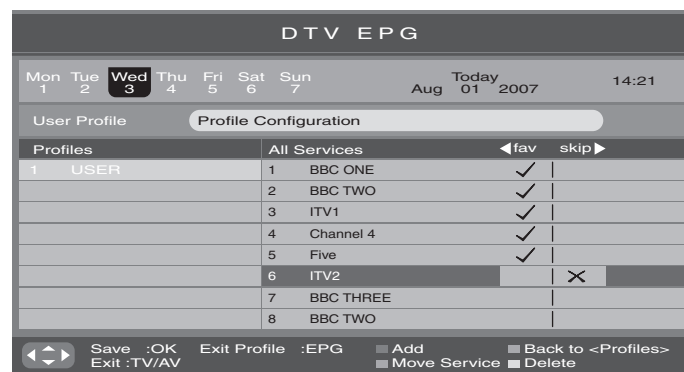 DTV EPG
Mon Tue Wed Thu Fri Sat Sun
1 2 3 4 5 6 7
Today
Aug 01 2007
14:21
User Profile Profile Configuration
Profiles All Services fav skip
1 USER 1 BBC ONE
2 BBC TWO
3 ITV1
4 Channel 4
5 Five
6 ITV2
7 BBC THREE
8 BBC TWO
Save :OK Exit Profile :EPG Add Back to <Profiles>
Exit :TV/AV Move Service Delete